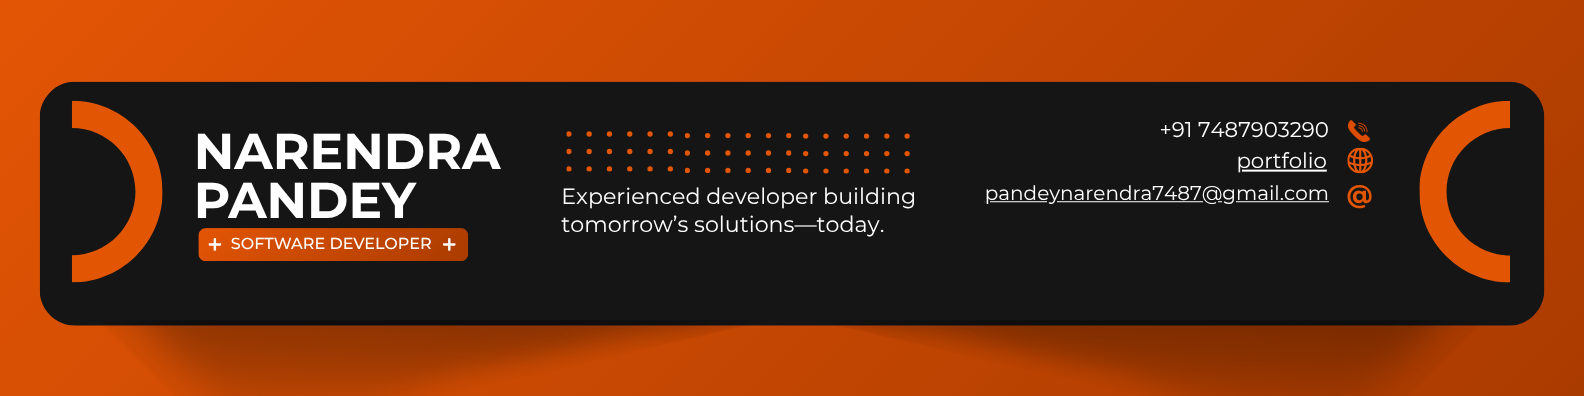 NARENDRA
PANDEY
+ SOFTWARE DEVELOPER +
Experienced developer building
tomorrow’s solutions—today.
+91 7487903290
portfolio
pandeynarendra7487@gmail.com